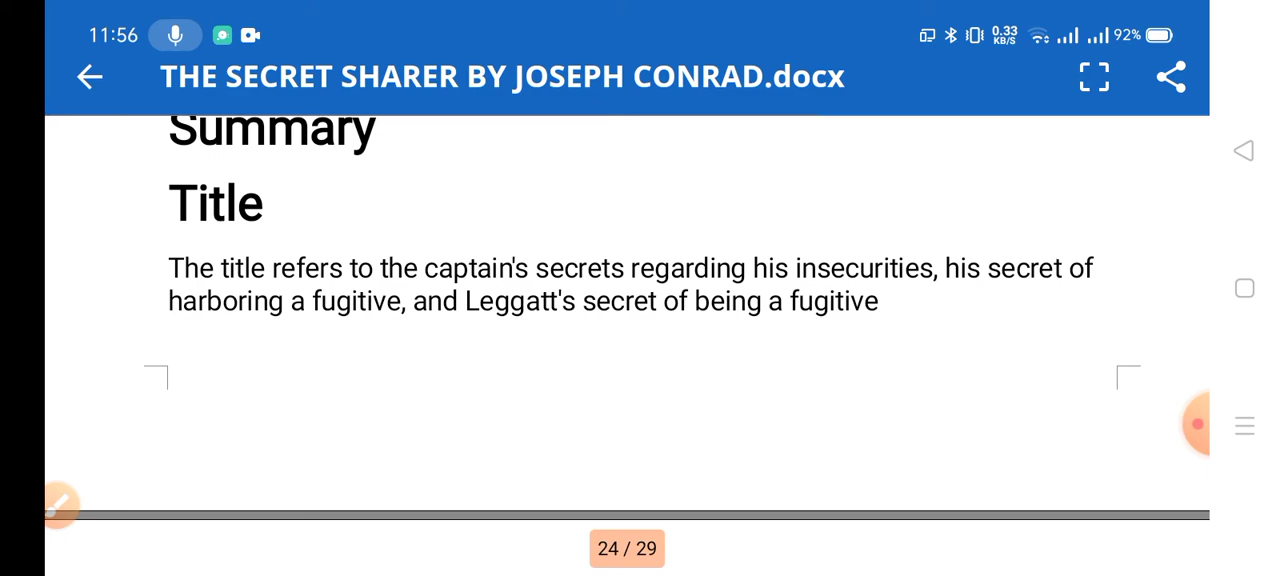 11:56
0.33
KB/S
92%
THE SECRET SHARER BY JOSEPH CONRAD.docx
Summary
Title
The title refers to the captain's secrets regarding his insecurities, his secret of
harboring a fugitive, and Leggatt's secret of being a fugitive
24 / 29